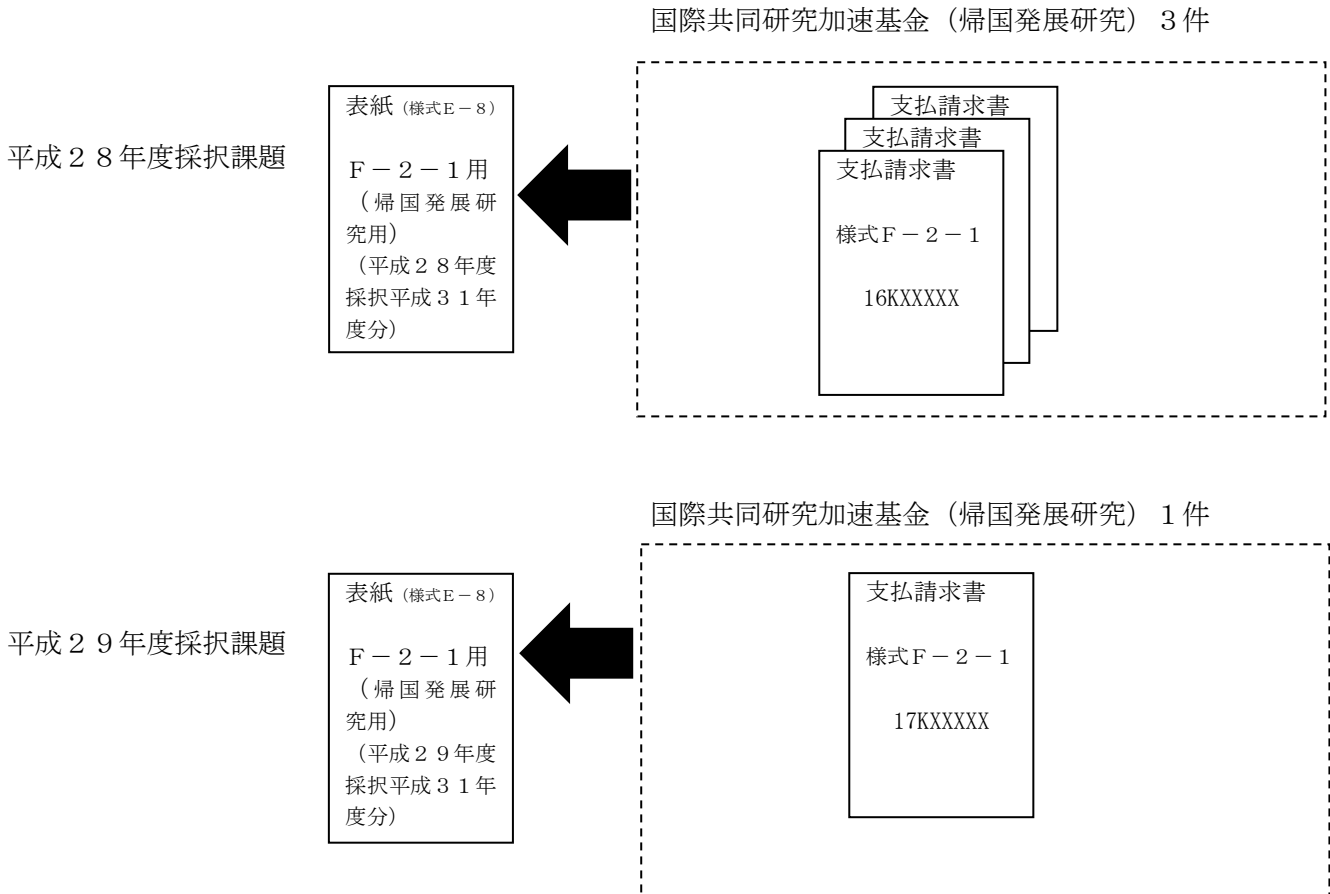 国際共同研究加速基金（帰国発展研究）３件
平成２８年度採択課題
表紙（様式Ｅ－８）
Ｆ－２－１用
（帰国発展研
究用）
（平成２８年度
採択平成３１年
度分）
支払請求書
支払請求書
支払請求書
様式Ｆ－２－１
16KXXXXX
国際共同研究加速基金（帰国発展研究）１件
平成２９年度採択課題
表紙（様式Ｅ－８）
Ｆ－２－１用
（帰国発展研
究用）
（平成２９年度
採択平成３１年
度分）
支払請求書
様式Ｆ－２－１
17KXXXXX